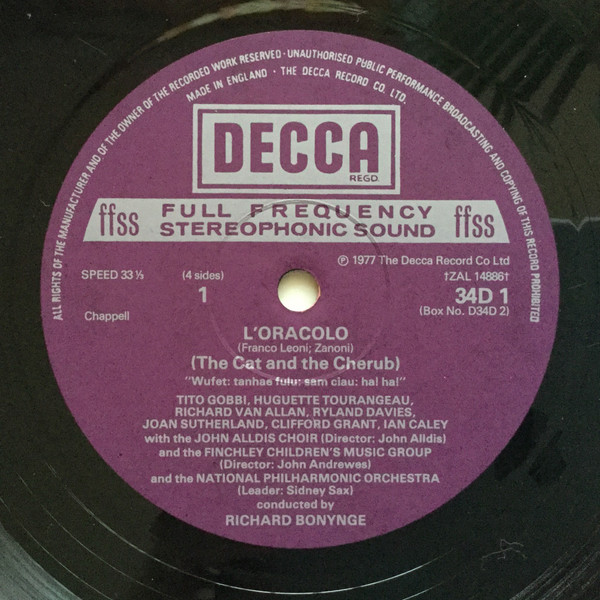 ALL RIGHTS OF THE MANUFACTURER AND OF THE OWNER OF THE RECORDED WORK RESERVED · UNAUTHORISED PUBLIC PERFORMANCE BROADCASTING AND COPYING OF THIS RECORD PROHIBITED
MADE IN ENGLAND · THE DECCA RECORD CO. LTD.
DECCA
REGD.
ffss FULL FREQUENCY STEREOPHONIC SOUND ffss
℗ 1977 The Decca Record Co Ltd
SPEED 33⅓ (4 sides) †ZAL 14886†
1 34D 1
(Box No. D34D 2)
Chappell
L'ORACOLO
(Franco Leoni; Zanoni)
(The Cat and the Cherub)
"Wufet: tanhae fulu: sam ciau: ha! ha!"
TITO GOBBI, HUGUETTE TOURANGEAU,
RICHARD VAN ALLAN, RYLAND DAVIES,
JOAN SUTHERLAND, CLIFFORD GRANT, IAN CALEY
with the JOHN ALLDIS CHOIR (Director: John Alldis)
and the FINCHLEY CHILDREN'S MUSIC GROUP
(Director: John Andrewes)
and the NATIONAL PHILHARMONIC ORCHESTRA
(Leader: Sidney Sax)
conducted by
RICHARD BONYNGE